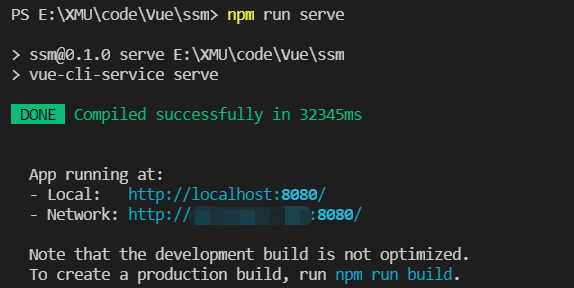 PS E:\XMU\code\Vue\ssm> npm run serve
> ssm@0.1.0 serve E:\XMU\code\Vue\ssm
> vue-cli-service serve
DONE Compiled successfully in 32345ms
App running at:
- Local: http://localhost:8080/
- Network: http://:8080/
Note that the development build is not optimized.
To create a production build, run npm run build.